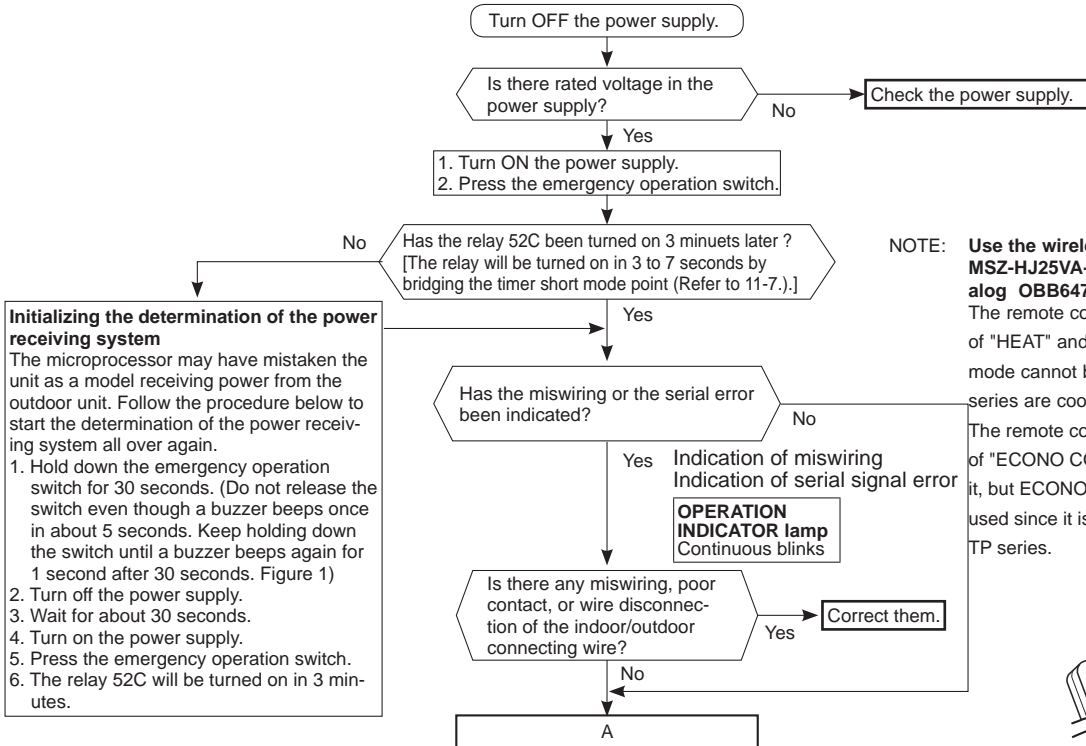 Turn OFF the power supply.
Is there rated voltage in the
power supply?
No
Check the power supply.
Yes
1. Turn ON the power supply.
2. Press the emergency operation switch.
Has the relay 52C been turned on 3 minuets later ?
[The relay will be turned on in 3 to 7 seconds by
bridging the timer short mode point (Refer to 11-7.).]
No
Yes
Initializing the determination of the power
receiving system
The microprocessor may have mistaken the
unit as a model receiving power from the
outdoor unit. Follow the procedure below to
start the determination of the power receiv-
ing system all over again.
1. Hold down the emergency operation
switch for 30 seconds. (Do not release the
switch even though a buzzer beeps once
in about 5 seconds. Keep holding down
the switch until a buzzer beeps again for
1 second after 30 seconds. Figure 1)
2. Turn off the power supply.
3. Wait for about 30 seconds.
4. Turn on the power supply.
5. Press the emergency operation switch.
6. The relay 52C will be turned on in 3 min-
utes.
Has the miswiring or the serial error
been indicated?
No
Yes
Indication of miswiring
Indication of serial signal error
OPERATION
INDICATOR lamp
Continuous blinks
Is there any miswiring, poor
contact, or wire disconnec-
tion of the indoor/outdoor
connecting wire?
Yes
Correct them.
No
A
NOTE: Use the wirele
MSZ-HJ25VA-
alog OBB647
The remote co
of "HEAT" and
mode cannot b
series are coo
The remote co
of "ECONO CO
it, but ECONO
used since it is
TP series.